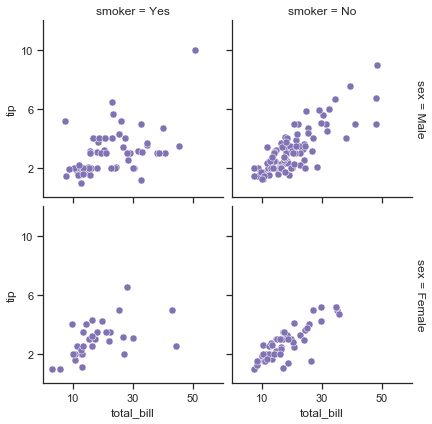 smoker = Yes
smoker = No
10
6
2
tip
sex = Male
10
6
2
tip
sex = Female
10 30 50
10 30 50
total_bill
total_bill